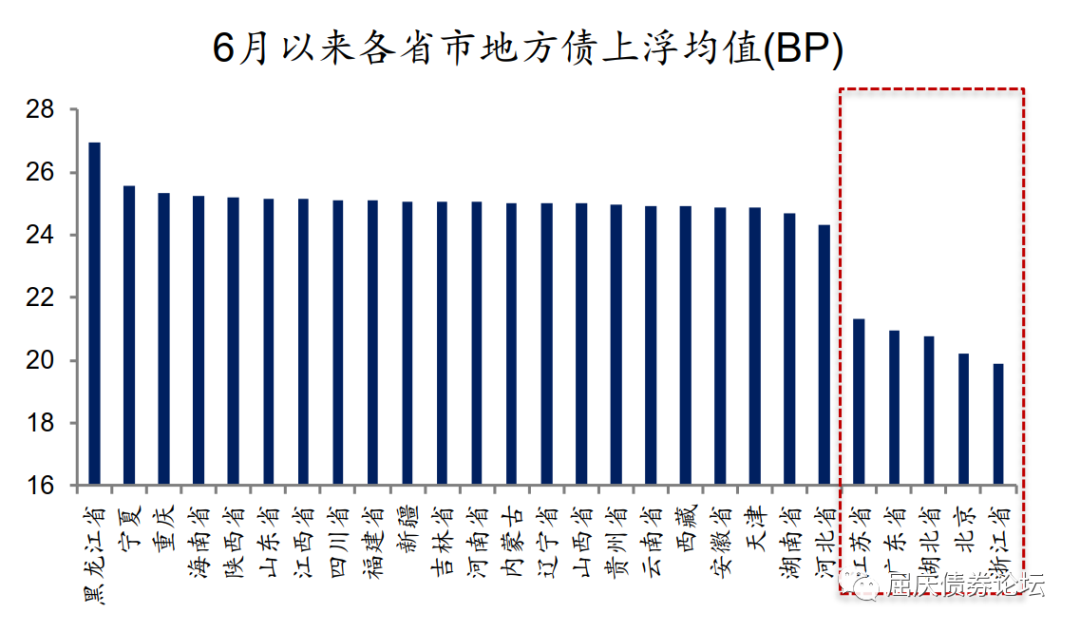 6月以来各省市地方债上浮均值(BP)
28
26
24
22
20
18
16
黑龙江省
宁夏
重庆
海南省
陕西省
山东省
江西省
四川省
福建省
新疆
吉林省
河南省
内蒙古
辽宁省
山西省
贵州省
云南省
西藏
安徽省
天津
湖南省
河北省
江苏省
广东省
湖北省
北京
浙江省
屈庆债券论坛